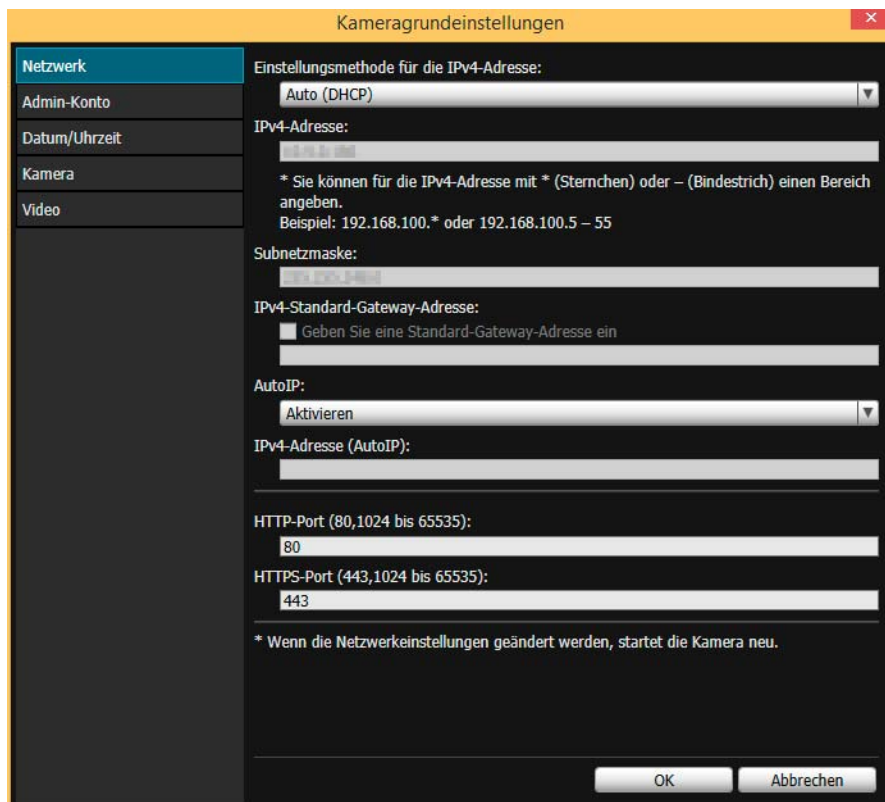 Kameragrundeinstellungen
Netzwerk
Admin-Konto
Datum/Uhrzeit
Kamera
Video
Einstellungsmethode für die IPv4-Adresse:
Auto (DHCP)
IPv4-Adresse:
* Sie können für die IPv4-Adresse mit * (Sternchen) oder – (Bindestrich) einen Bereich
angeben.
Beispiel: 192.168.100.* oder 192.168.100.5 – 55
Subnetzmaske:
IPv4-Standard-Gateway-Adresse:
Geben Sie eine Standard-Gateway-Adresse ein
AutoIP:
Aktivieren
IPv4-Adresse (AutoIP):
HTTP-Port (80,1024 bis 65535):
80
HTTPS-Port (443,1024 bis 65535):
443
* Wenn die Netzwerkeinstellungen geändert werden, startet die Kamera neu.
OK
Abbrechen